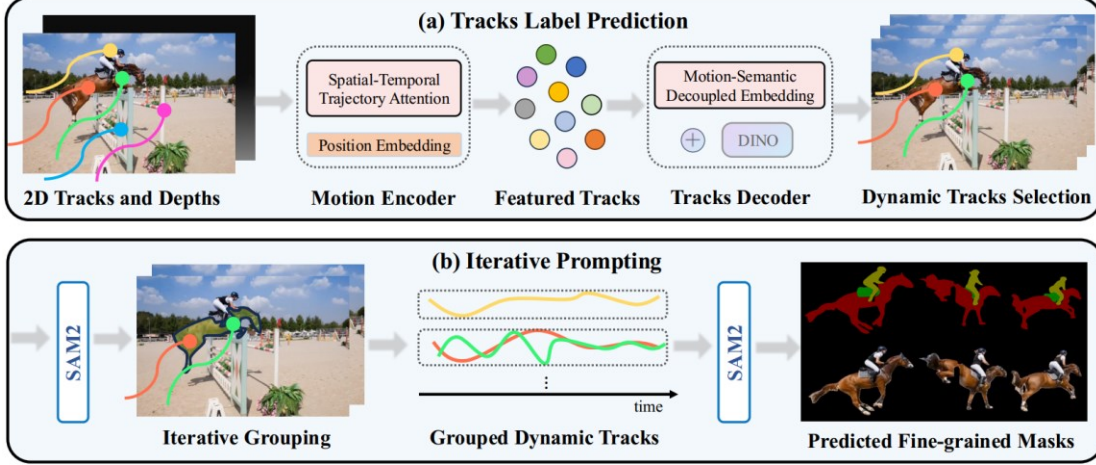 (a) Tracks Label Prediction
Spatial-Temporal
Trajectory Attention
Position Embedding
Motion-Semantic
Decoupled Embedding
+
DINO
2D Tracks and Depths
Motion Encoder
Featured Tracks
Tracks Decoder
Dynamic Tracks Selection
(b) Iterative Prompting
SAM2
time
SAM2
Iterative Grouping
Grouped Dynamic Tracks
Predicted Fine-grained Masks